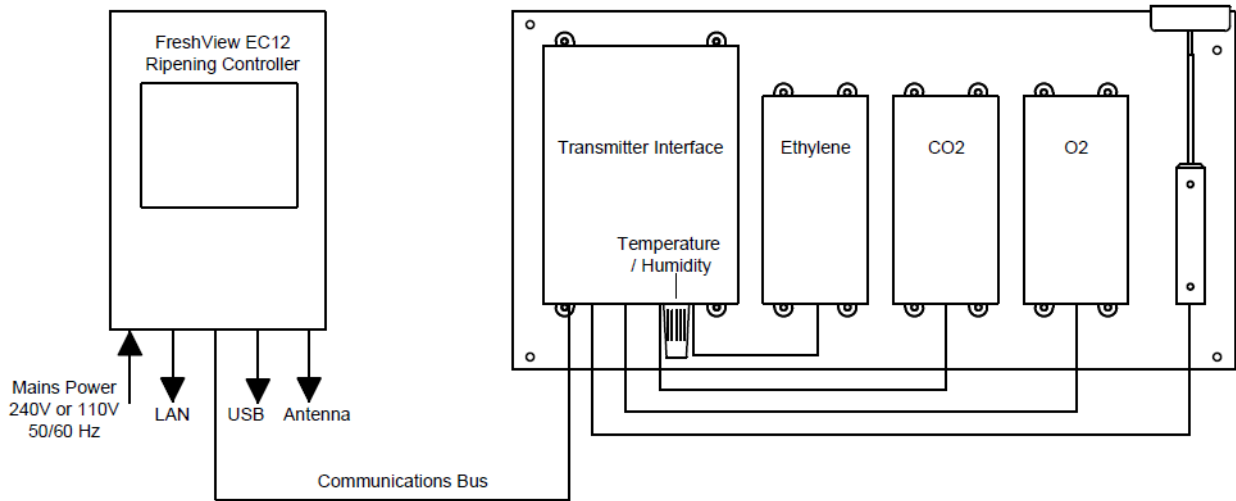 FreshView EC12
Ripening Controller
Transmitter Interface
Ethylene
CO2
O2
Temperature
/ Humidity
Mains Power
240V or 110V
50/60 Hz
LAN
USB
Antenna
Communications Bus